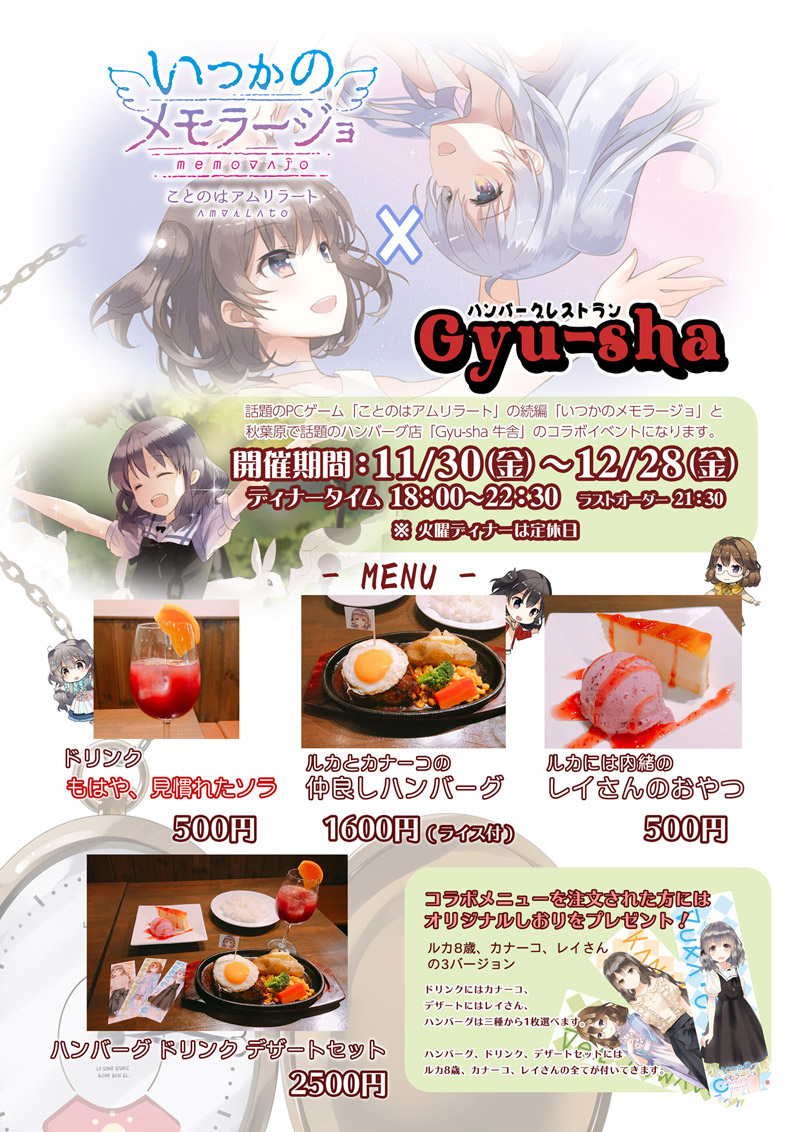 いつかの
メモラージョ
memoraĵo
ことのはアムリラート
AMRILATO
×
ハンバーグレストラン
Gyu-sha
話題のPCゲーム「ことのはアムリラート」の続編「いつかのメモラージョ」と
秋葉原で話題のハンバーグ店「Gyu-sha 牛舎」のコラボイベントになります。
開催期間：11/30(金)～12/28(金)
ディナータイム 18：00～22：30 ラストオーダー 21：30
※ 火曜ディナーは定休日
- MENU -
ドリンク
もはや、見慣れたソラ
500円
ルカとカナーコの
仲良しハンバーグ
1600円 (ライス付)
ルカには内緒の
レイさんのおやつ
500円
ハンバーグ ドリンク デザートセット
2500円
コラボメニューを注文された方には
オリジナルしおりをプレゼント！
ルカ8歳、カナーコ、レイさん
の3バージョン
ドリンクにはカナーコ、
デザートにはレイさん、
ハンバーグは三種から1枚選べます。
ハンバーグ、ドリンク、デザートセットには
ルカ8歳、カナーコ、レイさんの全てが付いてきます。